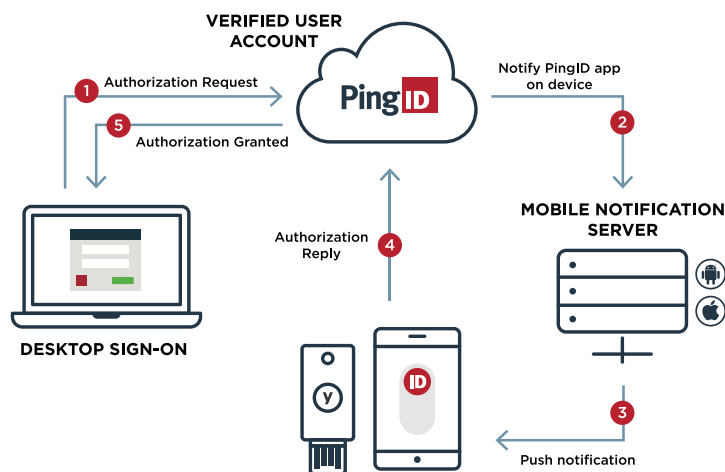 VERIFIED USER
ACCOUNT
PingID
1
Authorization Request
5
Authorization Granted
Notify PingID app
on device
2
DESKTOP SIGN-ON
Authorization
Reply
4
MOBILE NOTIFICATION
SERVER
y
ID
3
Push notification